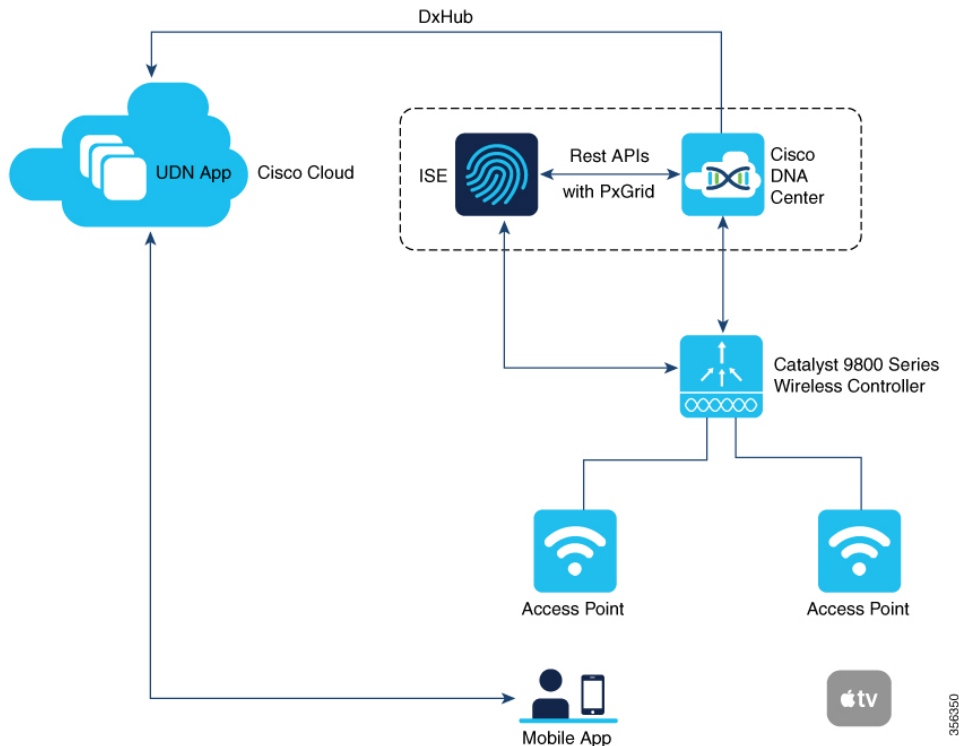 DxHub
UDN App
Cisco Cloud
ISE
Rest APIs
with PxGrid
Cisco
DNA
Center
Catalyst 9800 Series
Wireless Controller
Access Point
Access Point
Mobile App
tv
356350